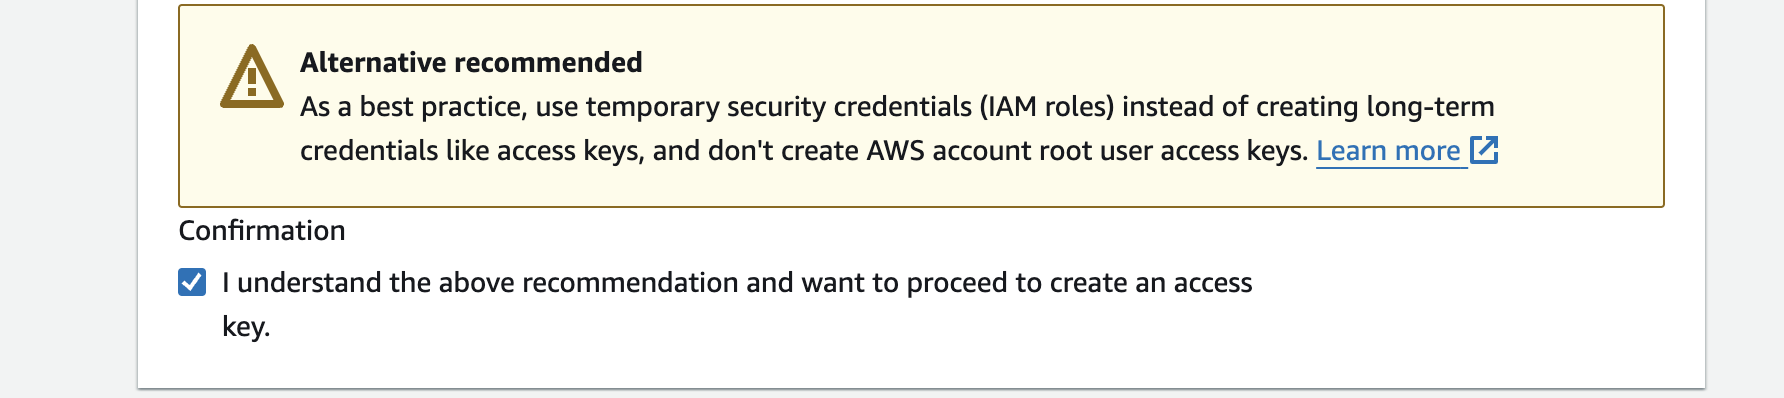 Alternative recommended
As a best practice, use temporary security credentials (IAM roles) instead of creating long-term
credentials like access keys, and don't create AWS account root user access keys. Learn more
Confirmation
I understand the above recommendation and want to proceed to create an access
key.